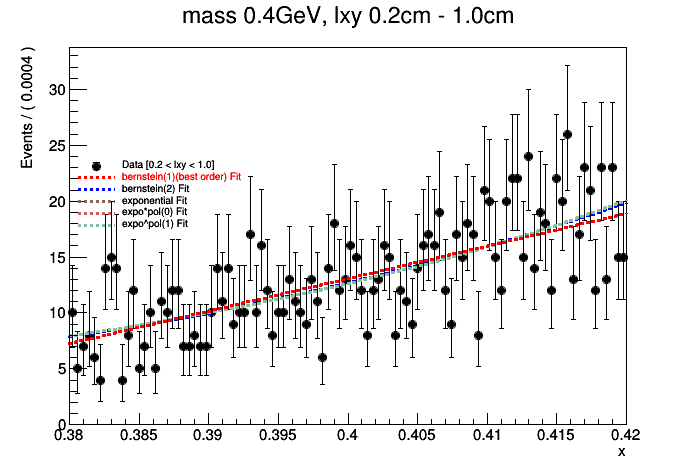 mass 0.4GeV, lxy 0.2cm - 1.0cm
Events / ( 0.0004 )
30
25
20
15
10
5
0
Data [0.2 < lxy < 1.0]
bernstein(1)(best order) Fit
bernstein(2) Fit
exponential Fit
expo*pol(0) Fit
expo^pol(1) Fit
0.38 0.385 0.39 0.395 0.4 0.405 0.41 0.415 0.42
x